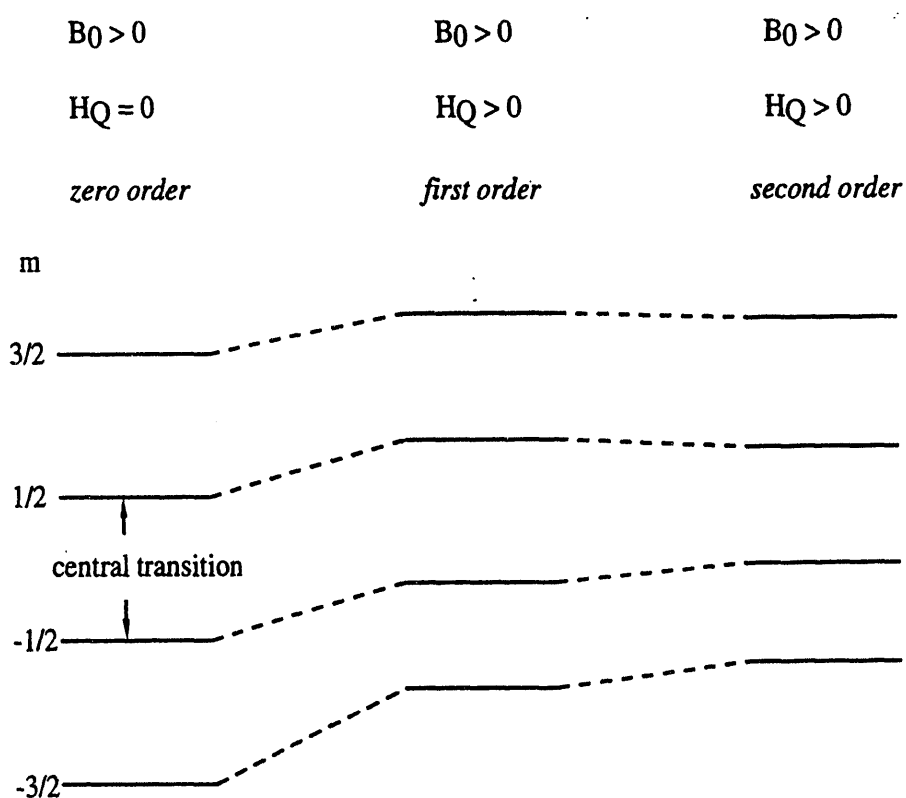 B0 > 0 B0 > 0 B0 > 0
HQ = 0 HQ > 0 HQ > 0
zero order first order second order
m
3/2
1/2
central transition
-1/2
-3/2